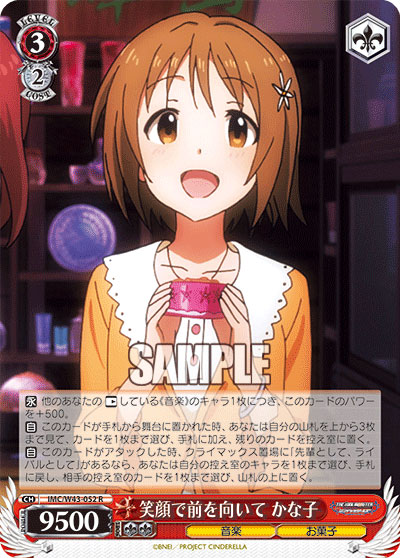 LEVEL
3
2
COST
SAMPLE
永 他のあなたの している《音楽》のキャラ1枚につき、このカードのパワー
を+500。
自 このカードが手札から舞台に置かれた時、あなたは自分の山札を上から3枚
まで見て、カードを1枚まで選び、手札に加え、残りのカードを控え室に置く。
自 このカードがアタックした時、クライマックス置場に「先輩として、ライ
バルとして」があるなら、あなたは自分の控え室のキャラを1枚まで選び、手札に
戻し、相手の控え室のキャラを1枚まで選び、山札の上に置く。
CH IMC/W43-052 R
9500
笑顔で前を向いて かな子
THE IDOLM@STER
音楽
お菓子
©BNEI / PROJECT CINDERELLA